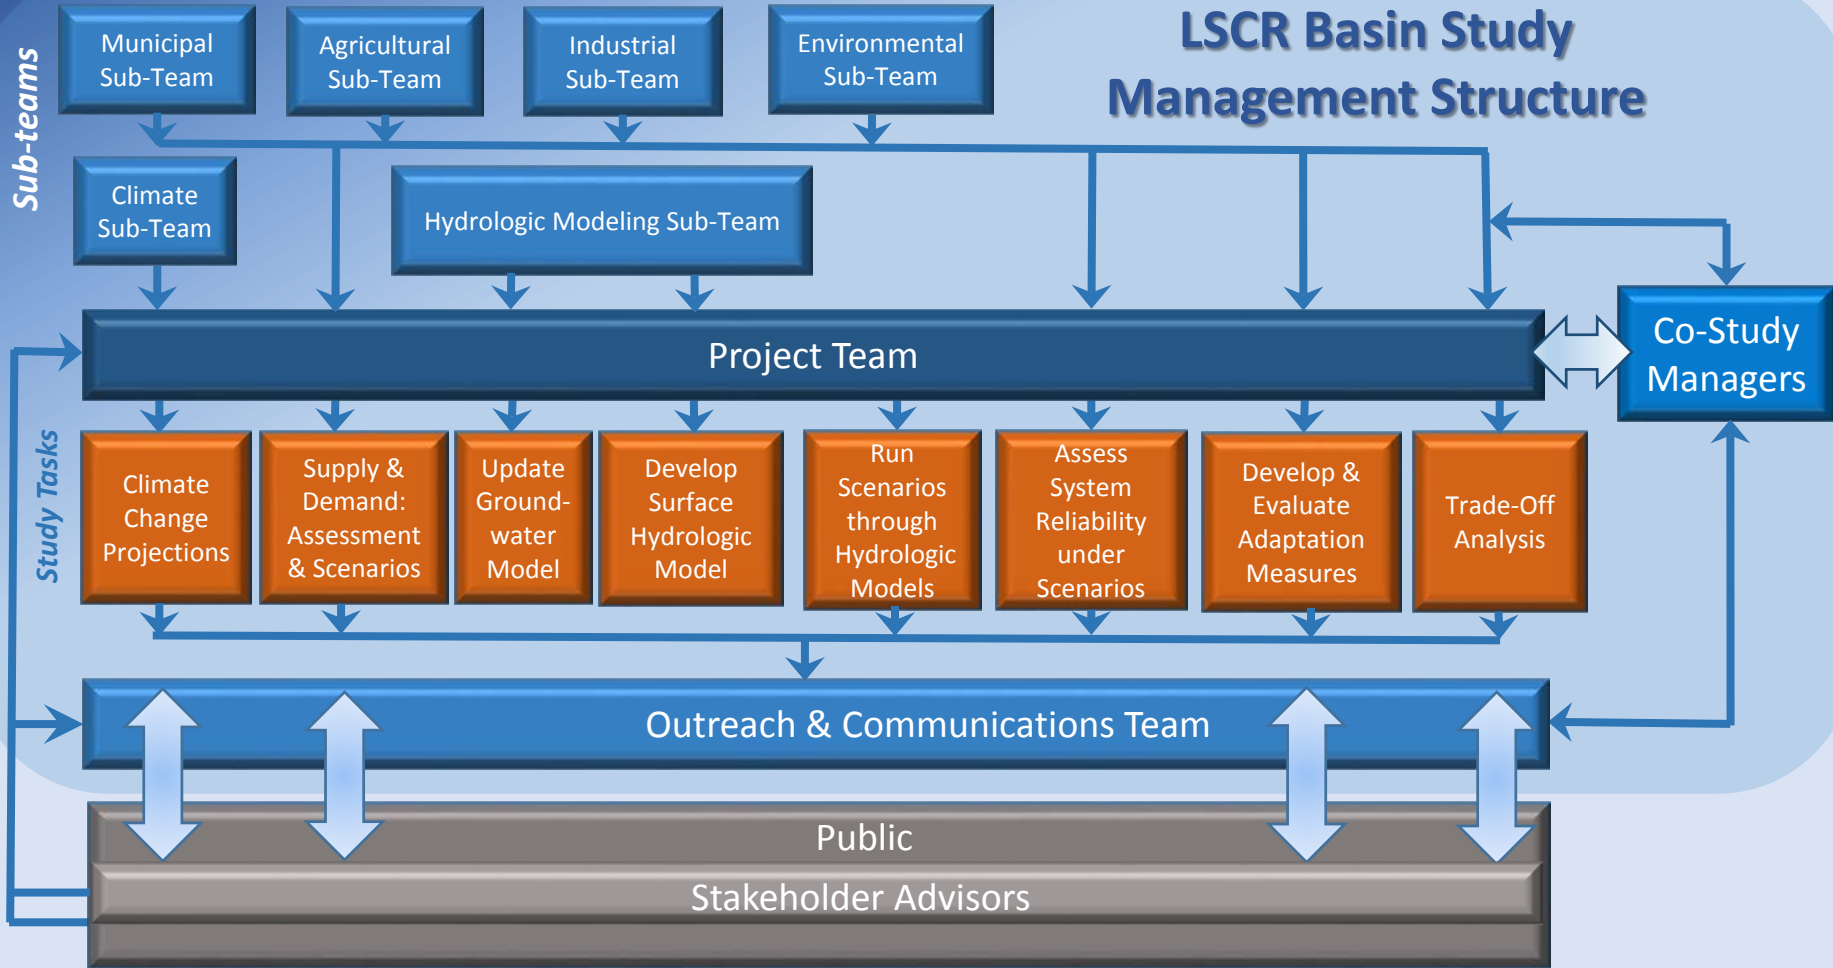 LSCR Basin Study
Management Structure
Sub-teams
Municipal
Sub-Team
Agricultural
Sub-Team
Industrial
Sub-Team
Environmental
Sub-Team
Climate
Sub-Team
Hydrologic Modeling Sub-Team
Project Team
Co-Study
Managers
Study Tasks
Climate
Change
Projections
Supply &
Demand:
Assessment
& Scenarios
Update
Ground-
water
Model
Develop
Surface
Hydrologic
Model
Run
Scenarios
through
Hydrologic
Models
Assess
System
Reliability
under
Scenarios
Develop &
Evaluate
Adaptation
Measures
Trade-Off
Analysis
Outreach & Communications Team
Public
Stakeholder Advisors